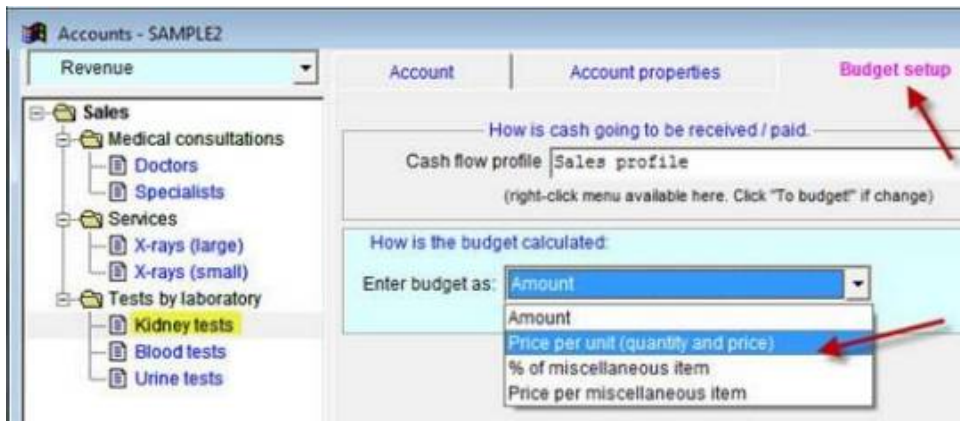 Accounts - SAMPLE2
Revenue
Account
Account properties
Budget setup
Sales
Medical consultations
Doctors
Specialists
Services
X-rays (large)
X-rays (small)
Tests by laboratory
Kidney tests
Blood tests
Urine tests
How is cash going to be received / paid.
Cash flow profile Sales profile
(right-click menu available here. Click "To budget!" if change)
How is the budget calculated:
Enter budget as: Amount
Amount
Price per unit (quantity and price)
% of miscellaneous item
Price per miscellaneous item